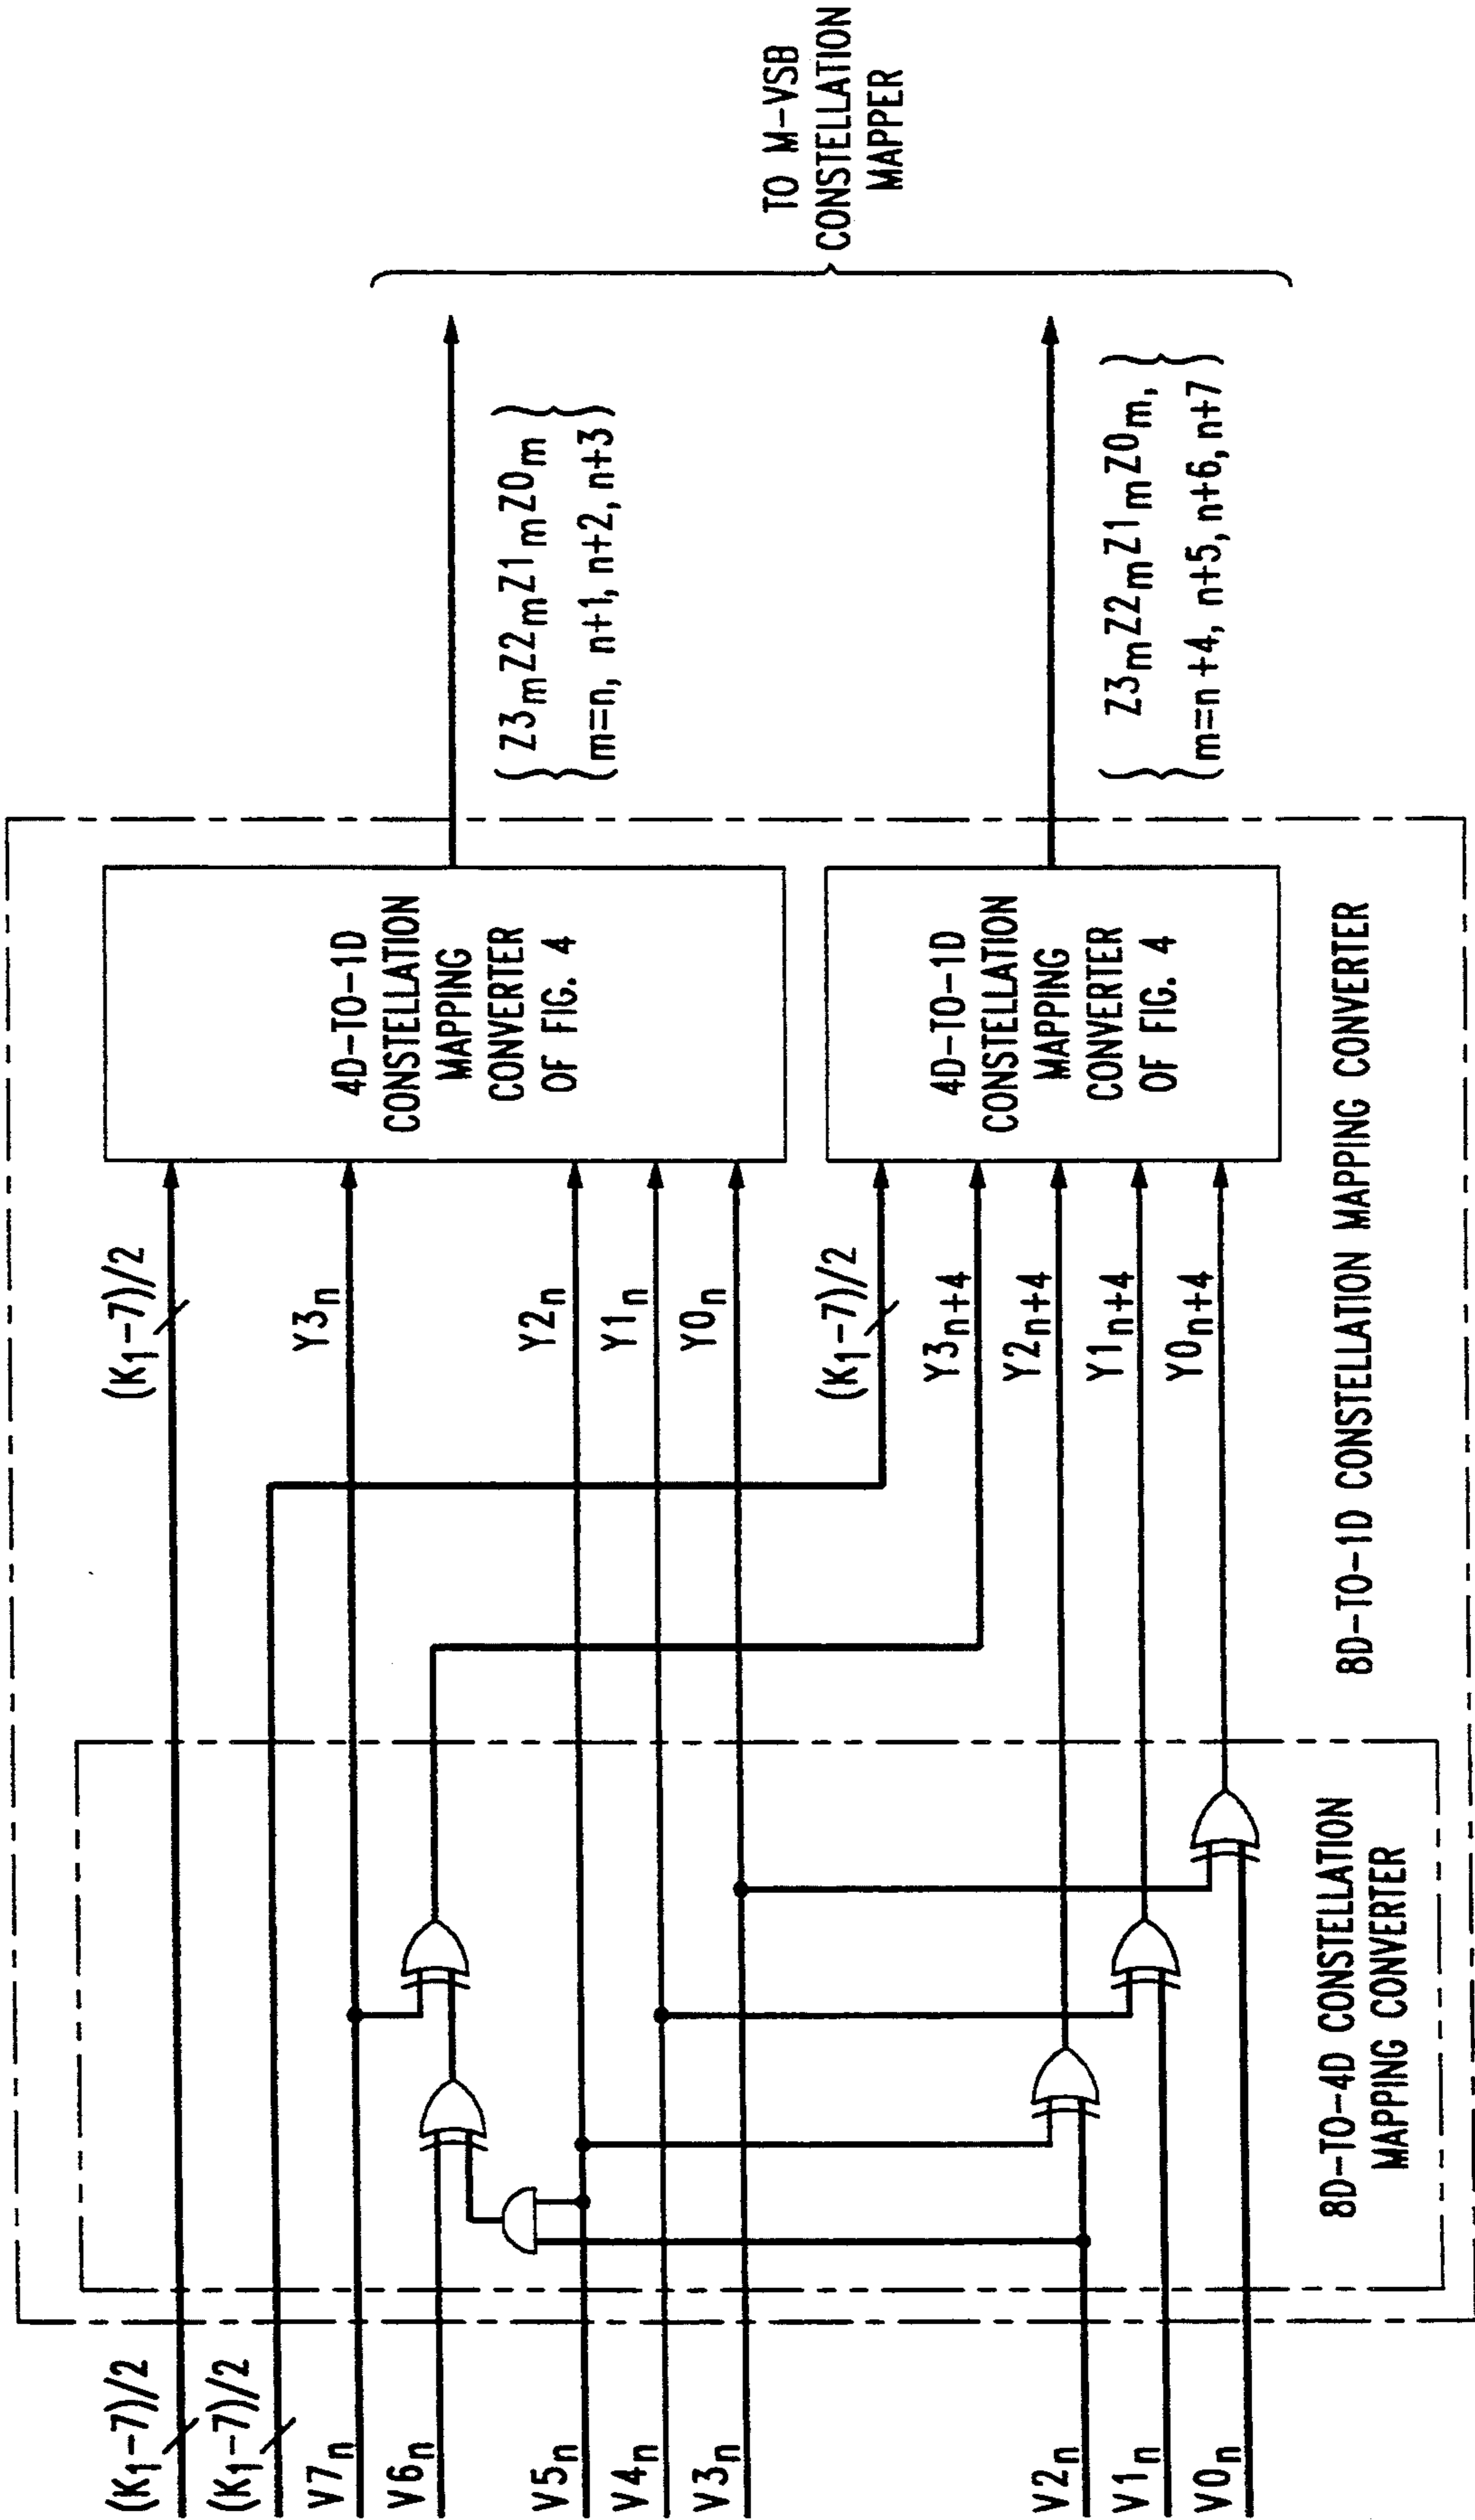 (K1-7)/2
(K1-7)/2
V7n
V6n
V5n
V4n
V3n
V2n
V1n
V0n
8D-TO-4D CONSTELLATION
MAPPING CONVERTER
(K1-7)/2
Y3n
Y2n
Y1n
Y0n
(K1-7)/2
Y3n+4
Y2n+4
Y1n+4
Y0n+4
8D-TO-1D CONSTELLATION MAPPING CONVERTER
4D-TO-1D
CONSTELLATION
MAPPING
CONVERTER
OF FIG. 4
4D-TO-1D
CONSTELLATION
MAPPING
CONVERTER
OF FIG. 4
{Z3mZ2mZ1mZ0m}
{m=n, n+1, n+2, n+3}
{Z3mZ2mZ1mZ0m,}
{m=n+4, n+5, n+6, n+7}
TO M-VSB
CONSTELLATION
MAPPER